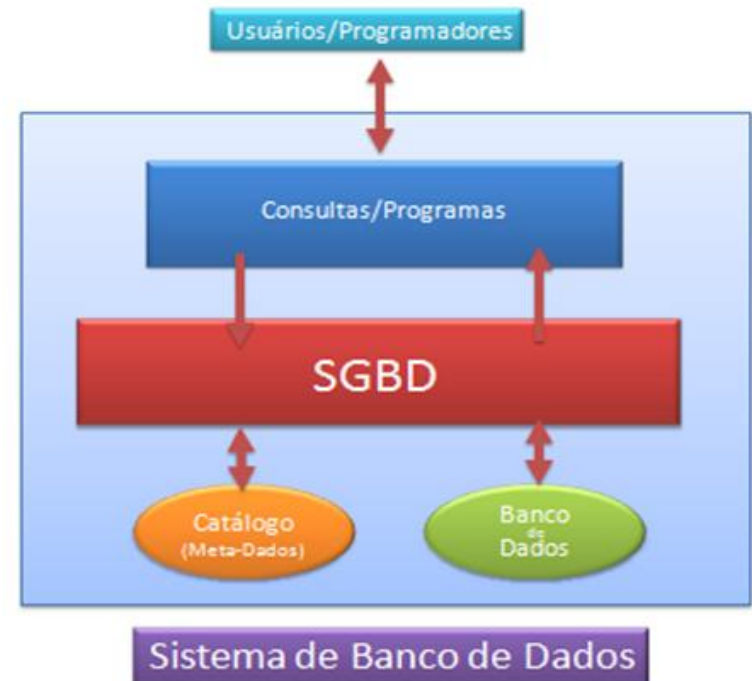 Usuários/Programadores
Consultas/Programas
SGBD
Catálogo
(Meta-Dados)
Banco
de
Dados
Sistema de Banco de Dados